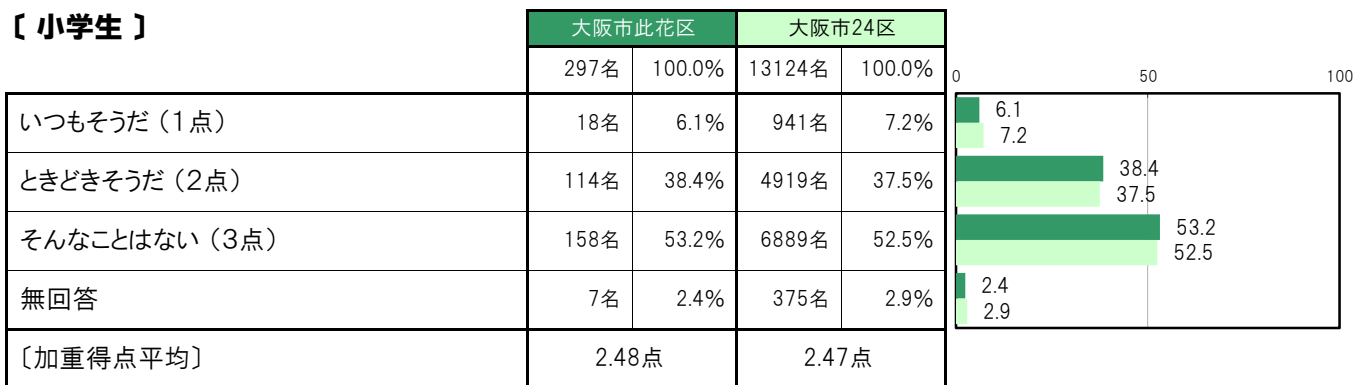 〔 小学生 〕
大阪市此花区 大阪市24区
297名 100.0% 13124名 100.0%
0 50 100
いつもそうだ（１点） 18名 6.1% 941名 7.2%
6.1
7.2
ときどきそうだ（２点） 114名 38.4% 4919名 37.5%
38.4
37.5
そんなことはない（３点） 158名 53.2% 6889名 52.5%
53.2
52.5
無回答 7名 2.4% 375名 2.9%
2.4
2.9
〔加重得点平均〕 2.48点 2.47点